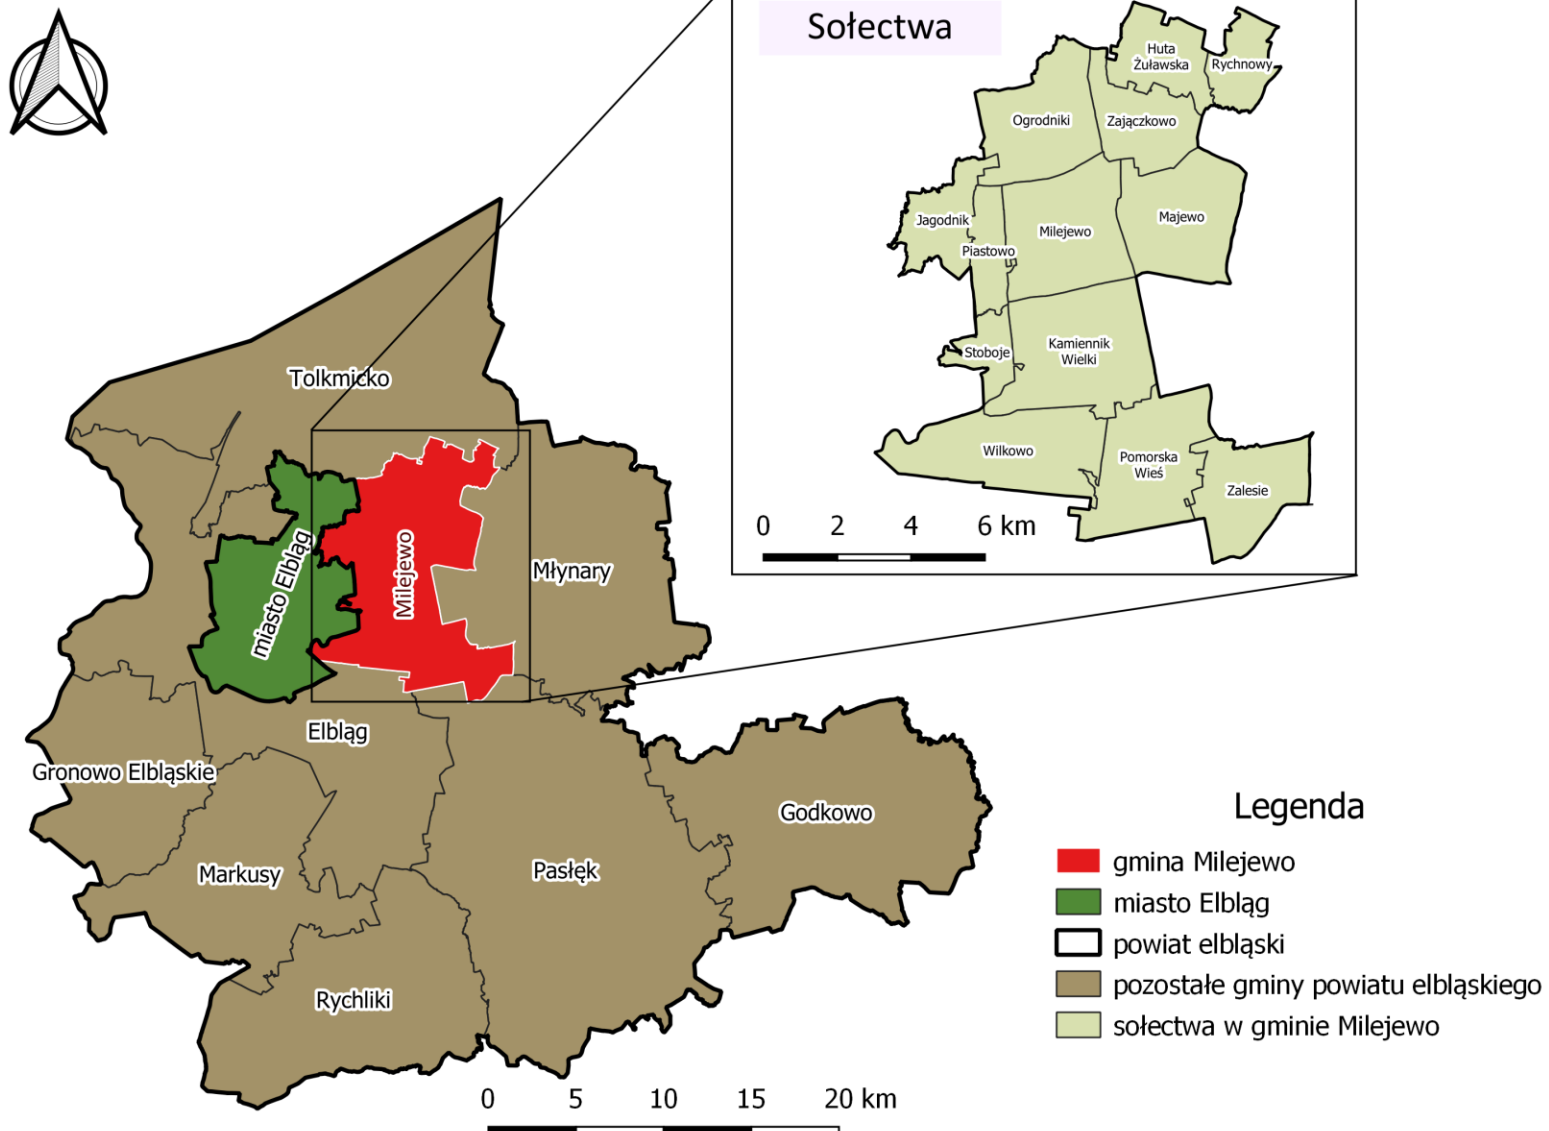 Sołectwa
Huta
Żuławska
Rychnowy
Ogrodniki
Zajączkowo
Jagodnik
Piastowo
Milejewo
Majewo
Stoboje
Kamiennik
Wielki
Wilkowo
Pomorska
Wieś
Zalesie
0 2 4 6 km
Tolkmicko
miasto Elbląg
Milejewo
Młynary
Elbląg
Gronowo Elbląskie
Markusy
Pasłęk
Godkowo
Rychliki
Legenda
gmina Milejewo
miasto Elbląg
powiat elbląski
pozostałe gminy powiatu elbląskiego
sołectwa w gminie Milejewo
0 5 10 15 20 km